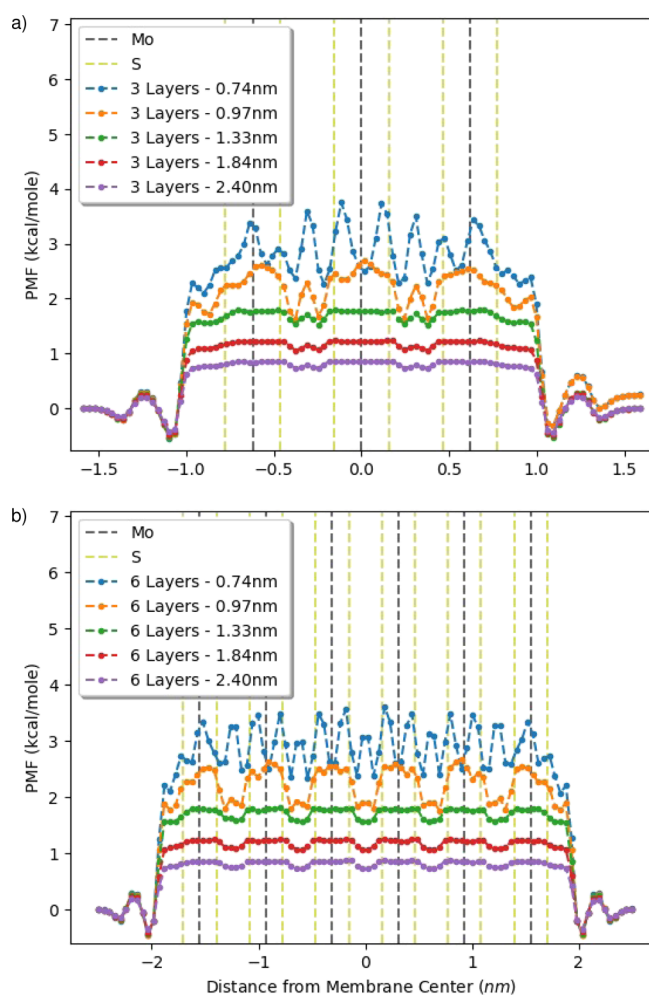 a)
7
6
5
4
3
2
1
0
PMF (kcal/mole)
Mo
S
3 Layers - 0.74nm
3 Layers - 0.97nm
3 Layers - 1.33nm
3 Layers - 1.84nm
3 Layers - 2.40nm
−1.5 −1.0 −0.5 0.0 0.5 1.0 1.5
b)
7
6
5
4
3
2
1
0
PMF (kcal/mole)
Mo
S
6 Layers - 0.74nm
6 Layers - 0.97nm
6 Layers - 1.33nm
6 Layers - 1.84nm
6 Layers - 2.40nm
−2 −1 0 1 2
Distance from Membrane Center (nm)